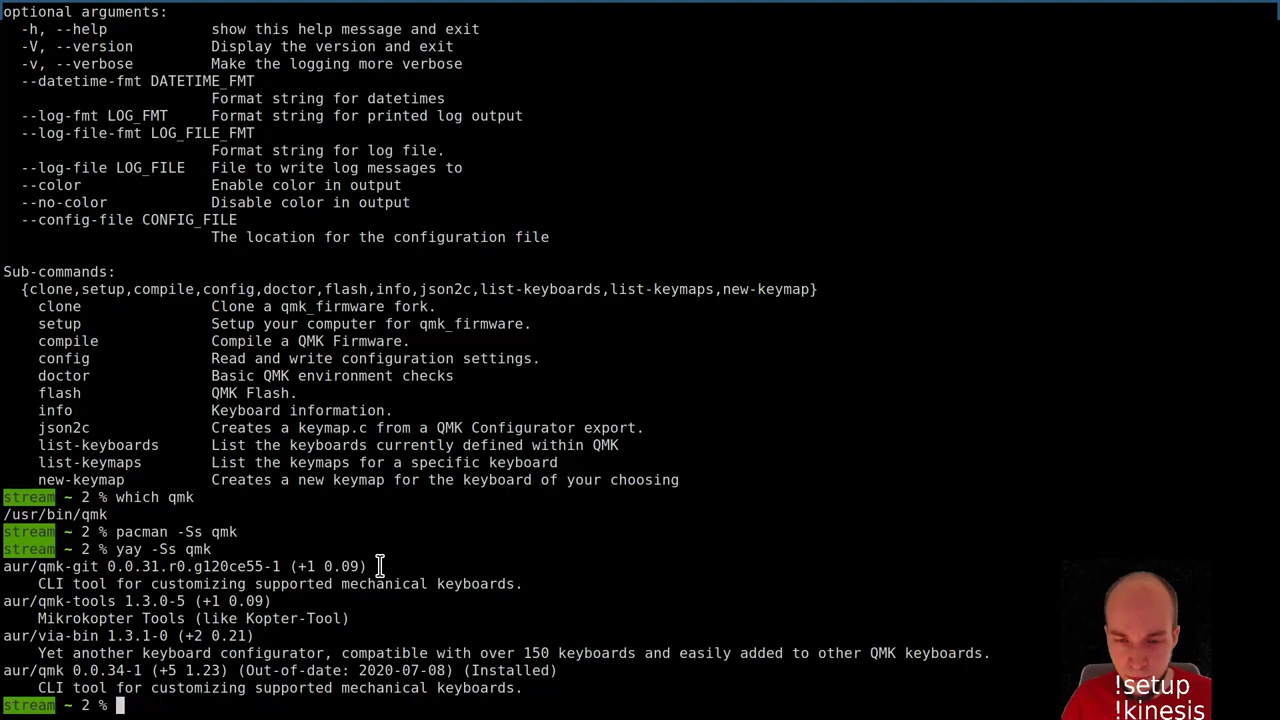 optional arguments:
  -h, --help            show this help message and exit
  -V, --version         Display the version and exit
  -v, --verbose         Make the logging more verbose
  --datetime-fmt DATETIME_FMT
                        Format string for datetimes
  --log-fmt LOG_FMT     Format string for printed log output
  --log-file-fmt LOG_FILE_FMT
                        Format string for log file.
  --log-file LOG_FILE   File to write log messages to
  --color               Enable color in output
  --no-color            Disable color in output
  --config-file CONFIG_FILE
                        The location for the configuration file
Sub-commands:
  {clone,setup,compile,config,doctor,flash,info,json2c,list-keyboards,list-keymaps,new-keymap}
    clone               Clone a qmk_firmware fork.
    setup               Setup your computer for qmk_firmware.
    compile             Compile a QMK Firmware.
    config              Read and write configuration settings.
    doctor              Basic QMK environment checks
    flash               QMK Flash.
    info                Keyboard information.
    json2c              Creates a keymap.c from a QMK Configurator export.
    list-keyboards      List the keyboards currently defined within QMK
    list-keymaps        List the keymaps for a specific keyboard
    new-keymap          Creates a new keymap for the keyboard of your choosing
stream ~ 2 % which qmk
/usr/bin/qmk
stream ~ 2 % pacman -Ss qmk
stream ~ 2 % yay -Ss qmk
aur/qmk-git 0.0.31.r0.g120ce55-1 (+1 0.09)
    CLI tool for customizing supported mechanical keyboards.
aur/qmk-tools 1.3.0-5 (+1 0.09)
    Mikrokopter Tools (like Kopter-Tool)
aur/via-bin 1.3.1-0 (+2 0.21)
    Yet another keyboard configurator, compatible with over 150 keyboards and easily added to other QMK keyboards.
aur/qmk 0.0.34-1 (+5 1.23) (Out-of-date: 2020-07-08) (Installed)
    CLI tool for customizing supported mechanical keyboards.
stream ~ 2 %
!setup
!kinesis